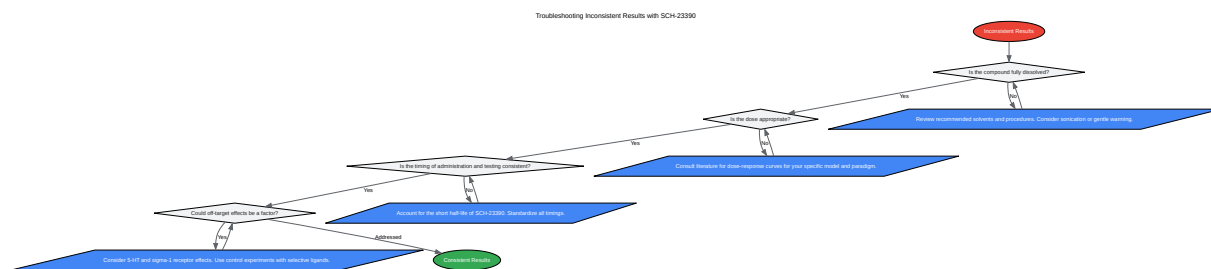 Troubleshooting Inconsistent Results with SCH-23390
Inconsistent Results
Is the compound fully dissolved?
Yes
No
Review recommended solvents and procedures. Consider sonication or gentle warming
Is the dose appropriate?
Yes
No
Consult literature for dose-response curves for your specific model and paradigm.
Is the timing of administration and testing consistent?
Yes
No
Account for the short half-life of SCH-23390. Standardize all timings.
Could off-target effects be a factor?
Yes
Addressed
Consider 5-HT and sigma-1 receptor effects. Use control experiments with selective ligands.
Consistent Results